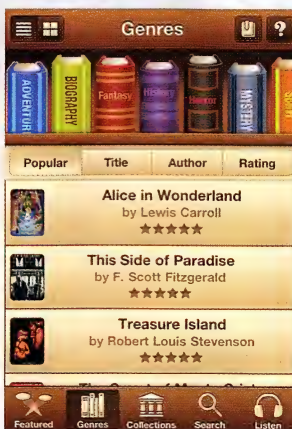 Genres
?
ADVENTURE
BIOGRAPHY
Fantasy
History
Horror
MYSTERY
Popular Title Author Rating
Alice in Wonderland
by Lewis Carroll
This Side of Paradise
by F. Scott Fitzgerald
Treasure Island
by Robert Louis Stevenson
Featured Genres Collections Search Listen